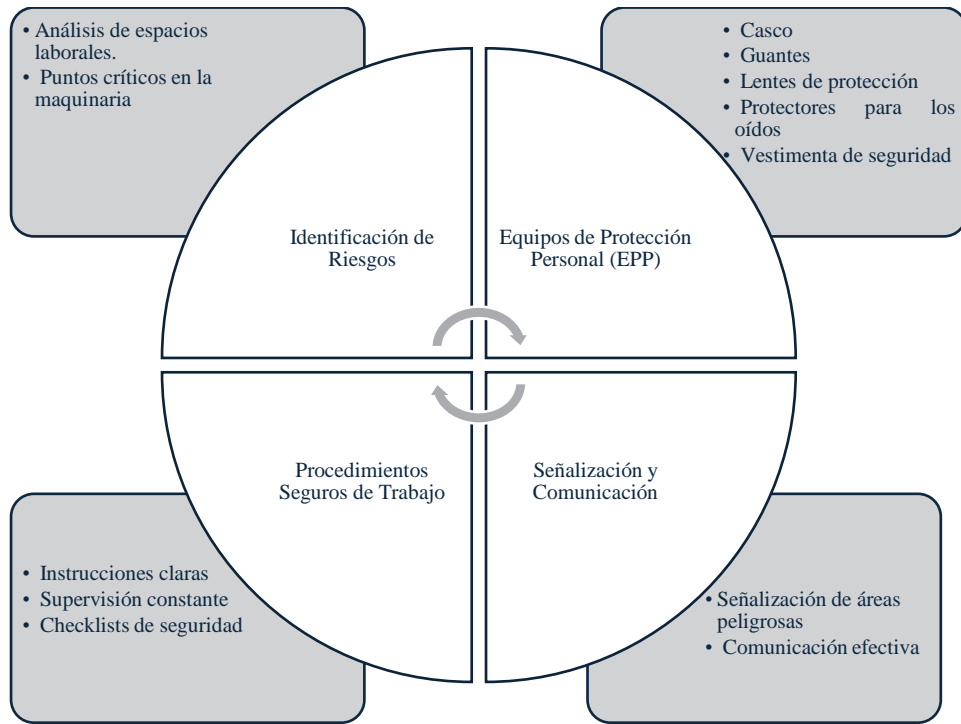 • Análisis de espacios
laborales.
• Puntos críticos en la
maquinaria
• Casco
• Guantes
• Lentes de protección
• Protectores para los
oídos
• Vestimenta de seguridad
Identificación de
Riesgos
Equipos de Protección
Personal (EPP)
Procedimientos
Seguros de Trabajo
Señalización y
Comunicación
• Instrucciones claras
• Supervisión constante
• Checklists de seguridad
• Señalización de áreas
peligrosas
• Comunicación efectiva